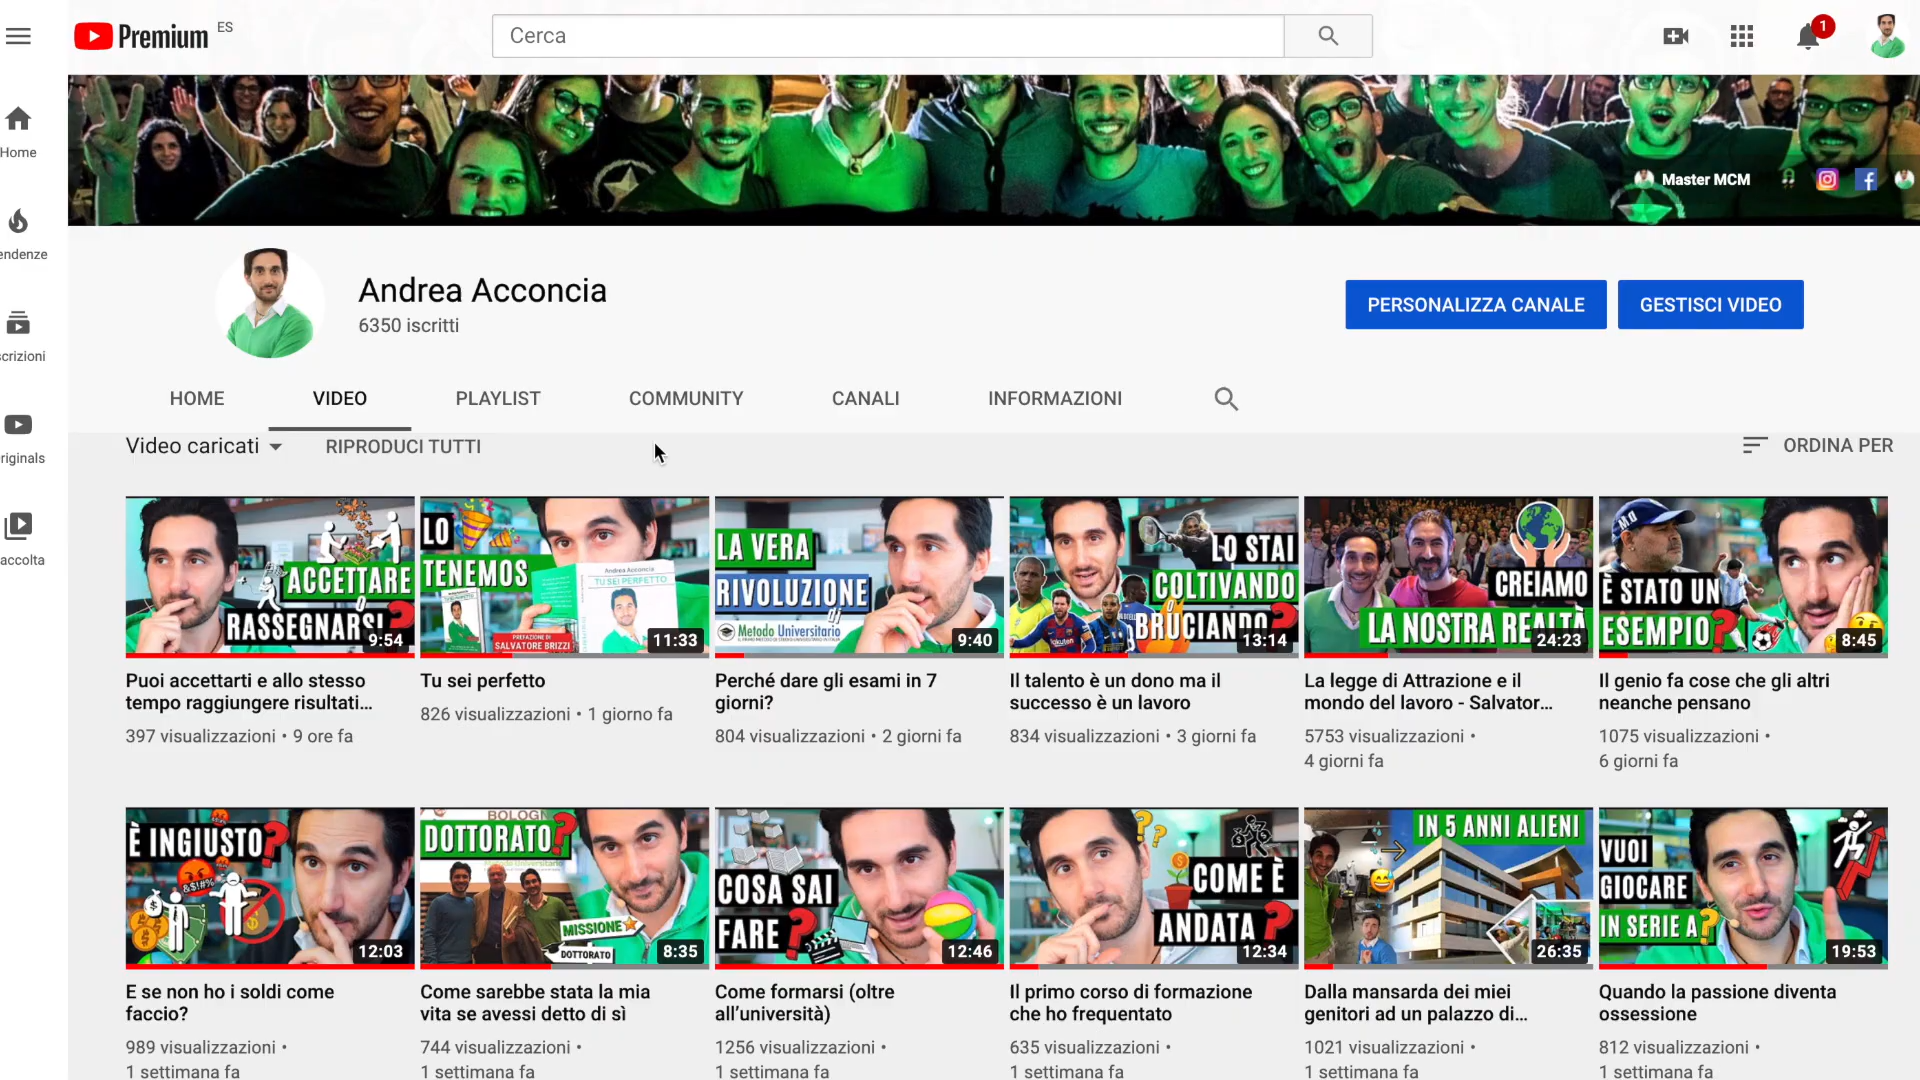 Premium ES
Cerca
1
Home
endenze
scrizioni
riginals
accolta
Master MCM
Andrea Acconcia
6350 iscritti
PERSONALIZZA CANALE
GESTISCI VIDEO
HOME
VIDEO
PLAYLIST
COMMUNITY
CANALI
INFORMAZIONI
Video caricati
RIPRODUCI TUTTI
ORDINA PER
ACCETTARE
O
RASSEGNARSI?
9:54
Puoi accettarti e allo stesso
tempo raggiungere risultati...
397 visualizzazioni • 9 ore fa
LO
TENEMOS
Andrea Acconcia
TU SEI PERFETTO
PREFAZIONE DI
SALVATORE BRIZZI
11:33
Tu sei perfetto
826 visualizzazioni • 1 giorno fa
LA VERA
RIVOLUZIONE
di
Metodo Universitario
9:40
Perché dare gli esami in 7
giorni?
804 visualizzazioni • 2 giorni fa
LO STAI
COLTIVANDO
O
BRUCIANDO?
13:14
Il talento è un dono ma il
successo è un lavoro
834 visualizzazioni • 3 giorni fa
CREIAMO
LA NOSTRA REALTÀ
24:23
La legge di Attrazione e il
mondo del lavoro - Salvator...
5753 visualizzazioni •
4 giorni fa
M.D
È STATO UN
ESEMPIO?
8:45
Il genio fa cose che gli altri
neanche pensano
1075 visualizzazioni •
6 giorni fa
È INGIUSTO?
&$!#%
12:03
E se non ho i soldi come
faccio?
989 visualizzazioni •
1 settimana fa
BOLOGN
DOTTORATO?
MISSIONE
DOTTORATO
8:35
Come sarebbe stata la mia
vita se avessi detto di sì
744 visualizzazioni •
1 settimana fa
COSA SAI
FARE?
12:46
Come formarsi (oltre
all'università)
1256 visualizzazioni •
1 settimana fa
COME È
ANDATA?
12:34
Il primo corso di formazione
che ho frequentato
635 visualizzazioni •
1 settimana fa
IN 5 ANNI ALIENI
26:35
Dalla mansarda dei miei
genitori ad un palazzo di...
1021 visualizzazioni •
1 settimana fa
VUOI
GIOCARE
IN SERIE A?
19:53
Quando la passione diventa
ossessione
812 visualizzazioni •
1 settimana fa